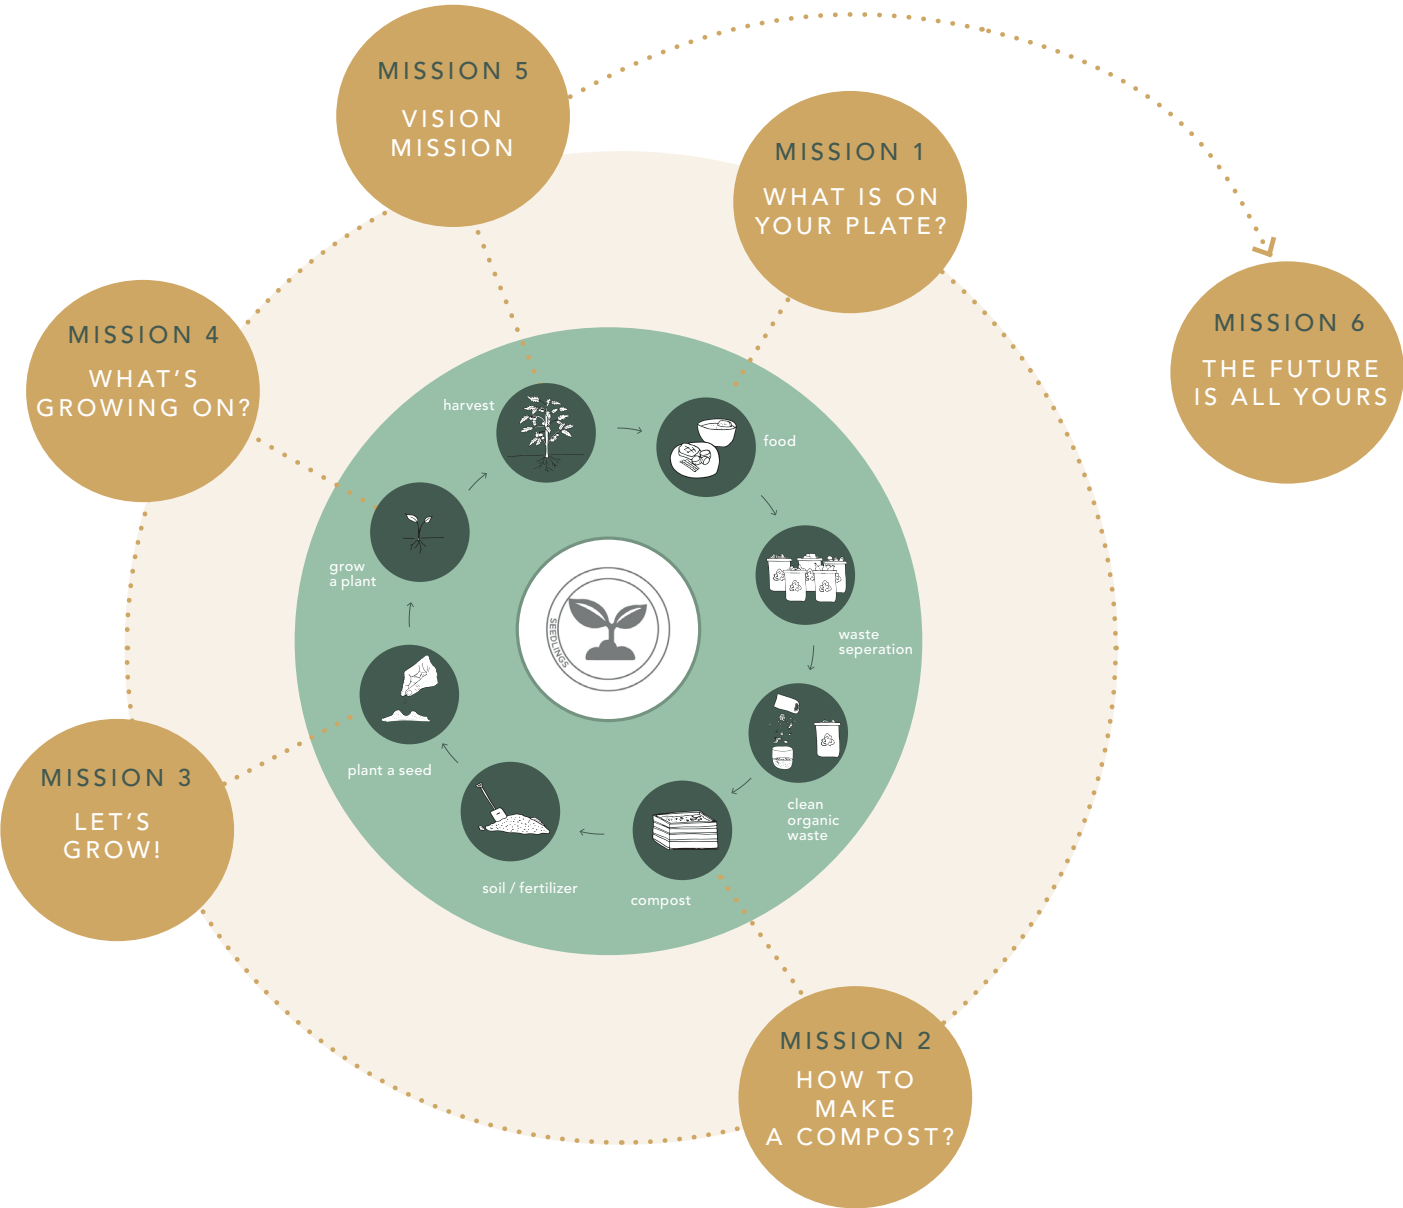 MISSION 5
VISION
MISSION
MISSION 1
WHAT IS ON
YOUR PLATE?
MISSION 6
THE FUTURE
IS ALL YOURS
MISSION 4
WHAT'S
GROWING ON?
harvest
food
grow
a plant
SEEDLINGS
waste
seperation
plant a seed
clean
organic
waste
soil / fertilizer
compost
MISSION 3
LET'S
GROW!
MISSION 2
HOW TO
MAKE
A COMPOST?